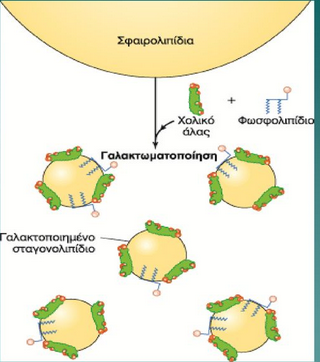 Σφαιρολιπίδια
+
Χολικό
άλας
Φωσφολιπίδιο
Γαλακτωματοποίηση
Γαλακτοποιημένο
σταγονολιπίδιο